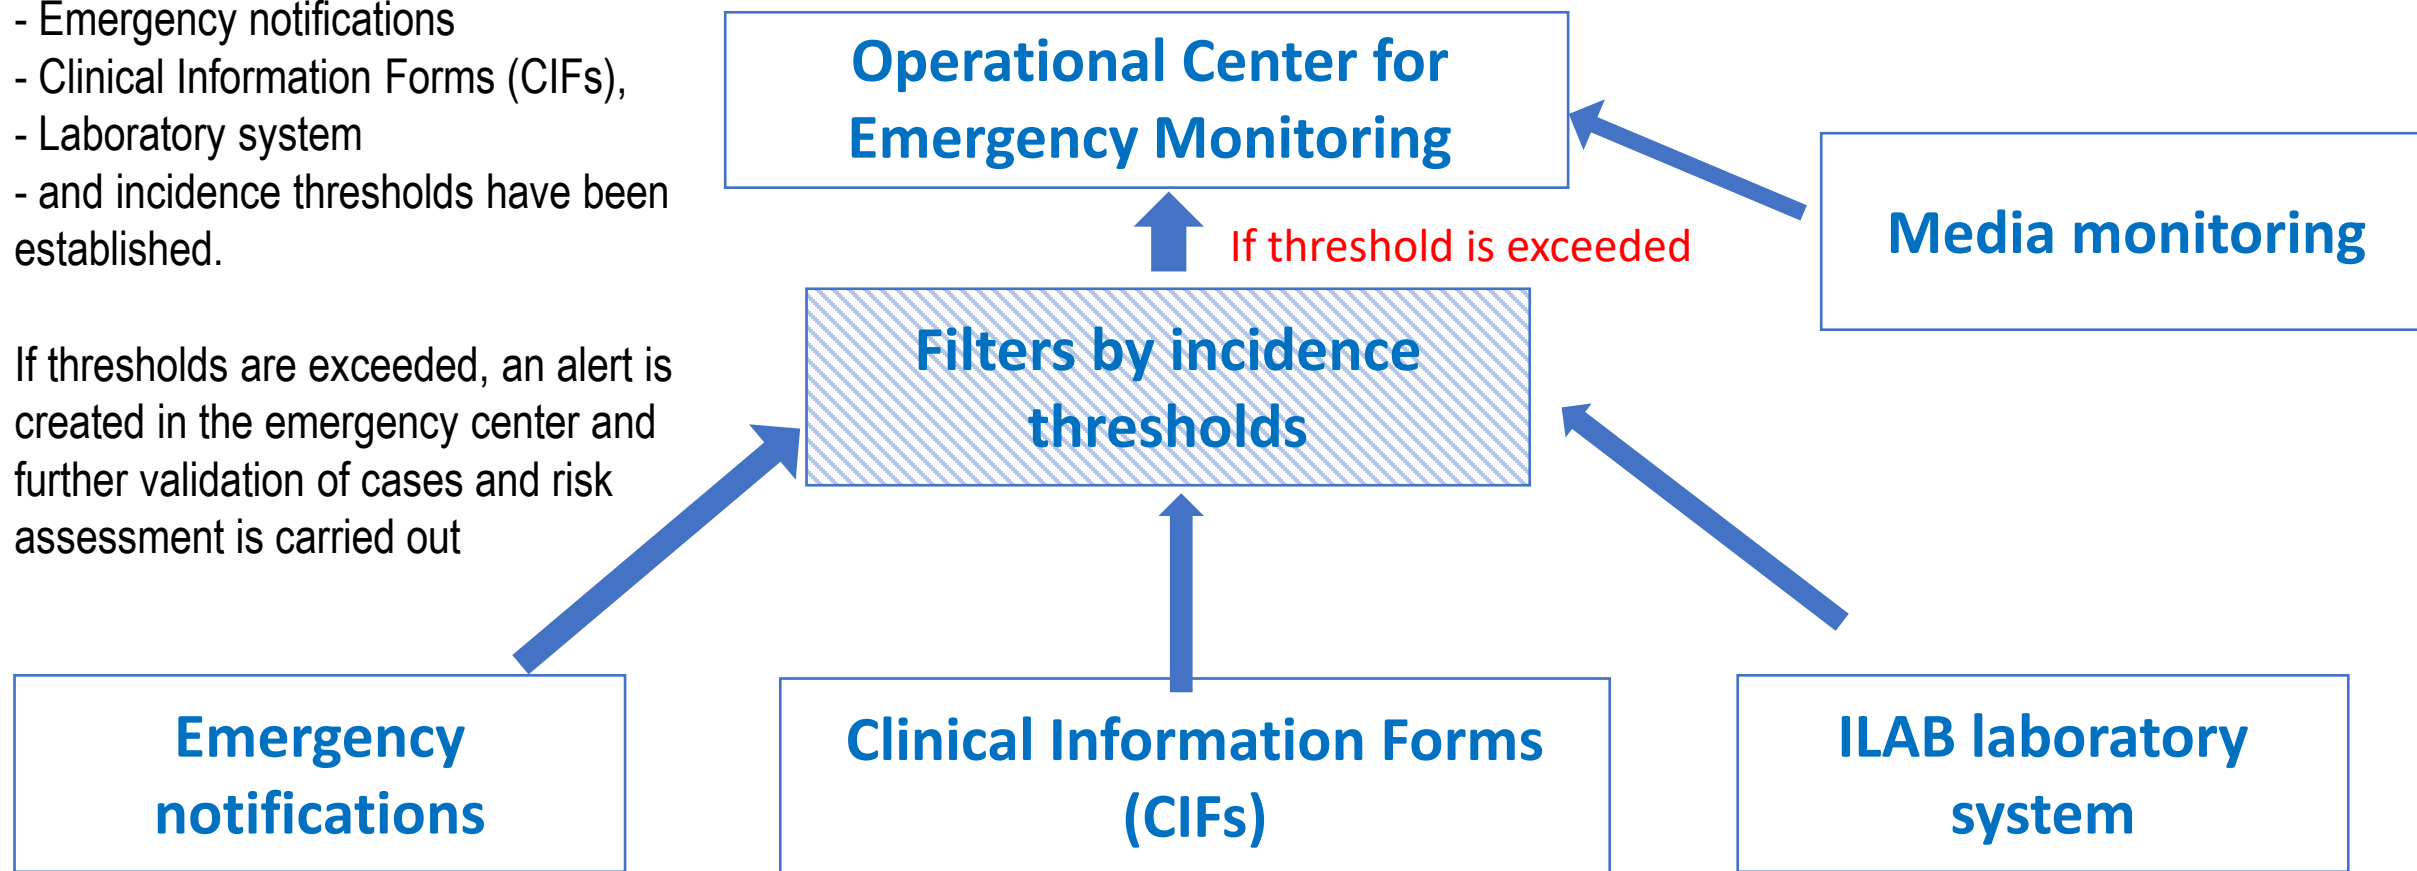 - Emergency notifications
- Clinical Information Forms (CIFs),
- Laboratory system
- and incidence thresholds have been
established.
If thresholds are exceeded, an alert is
created in the emergency center and
further validation of cases and risk
assessment is carried out
Operational Center for
Emergency Monitoring
Media monitoring
If threshold is exceeded
Filters by incidence
thresholds
Emergency
notifications
Clinical Information Forms
(CIFs)
ILAB laboratory
system